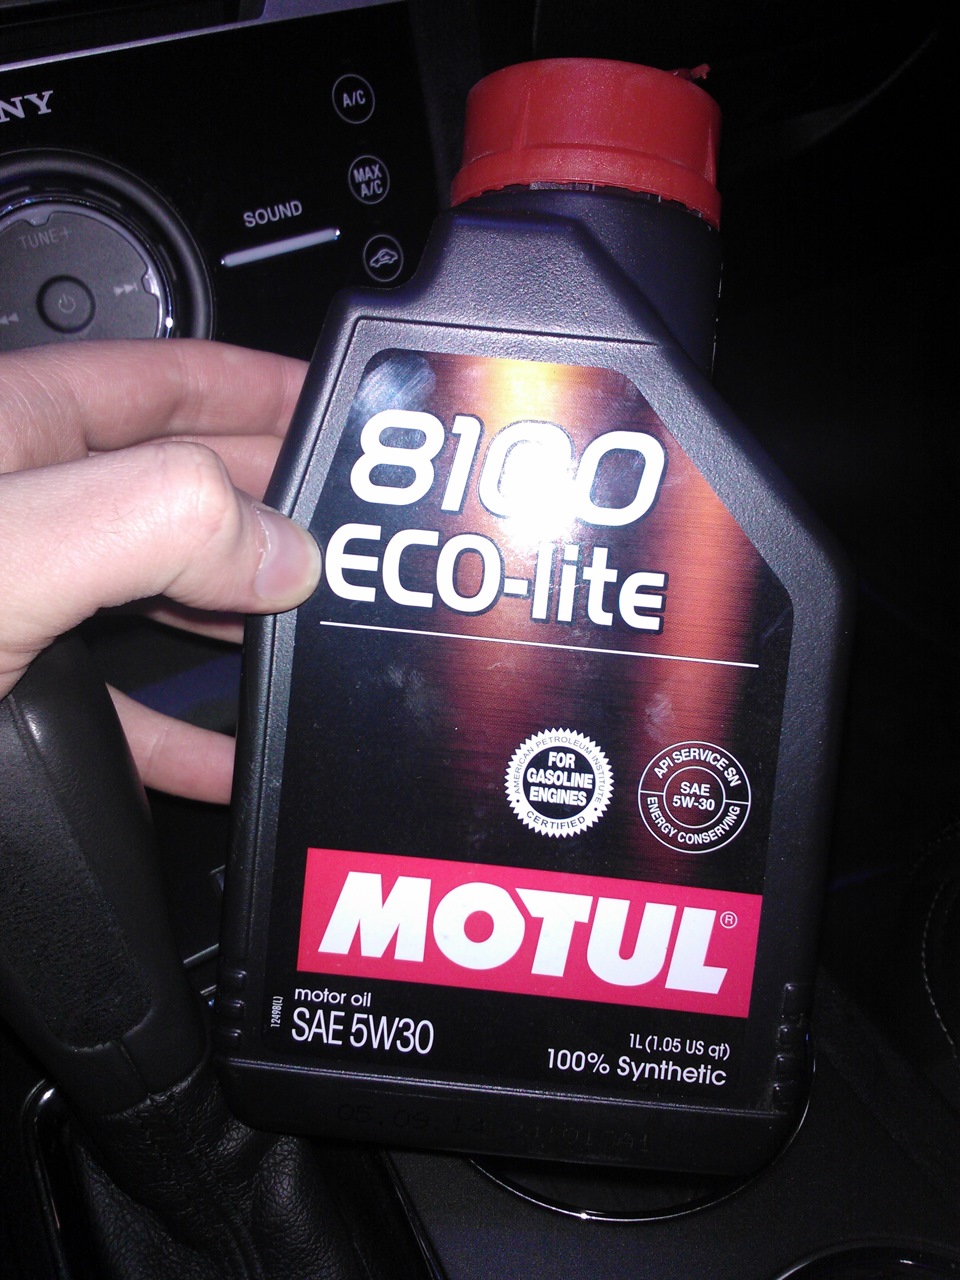 A/C
MAX
A/C
SOUND
TUNE+
8100
ECO-lite
AMERICAN PETROLEUM INSTITUTE
FOR
GASOLINE
ENGINES
CERTIFIED
API SERVICE SN
SAE
5W-30
ENERGY CONSERVING
MOTUL®
motor oil
SAE 5W30
12498(L)
1L (1.05 US qt)
100% Synthetic